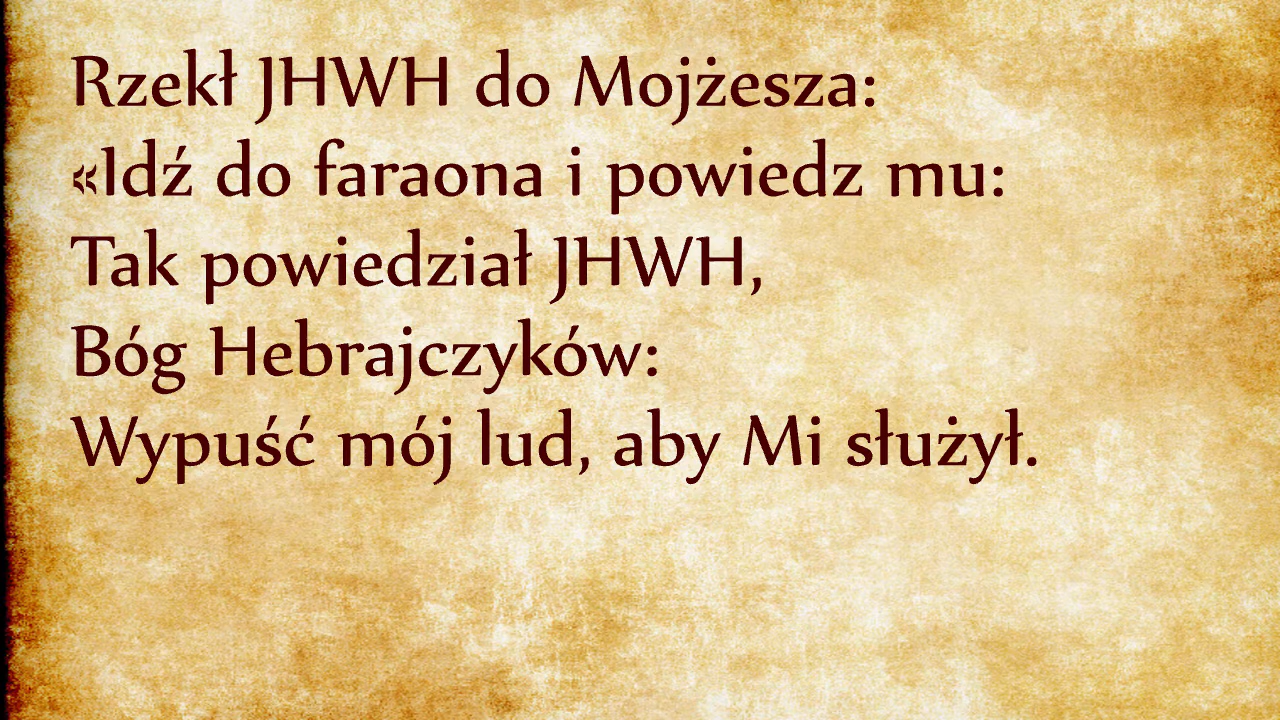 Rzekł JHWH do Mojżesza:
«Idź do faraona i powiedz mu:
Tak powiedział JHWH,
Bóg Hebrajczyków:
Wypuść mój lud, aby Mi służył.